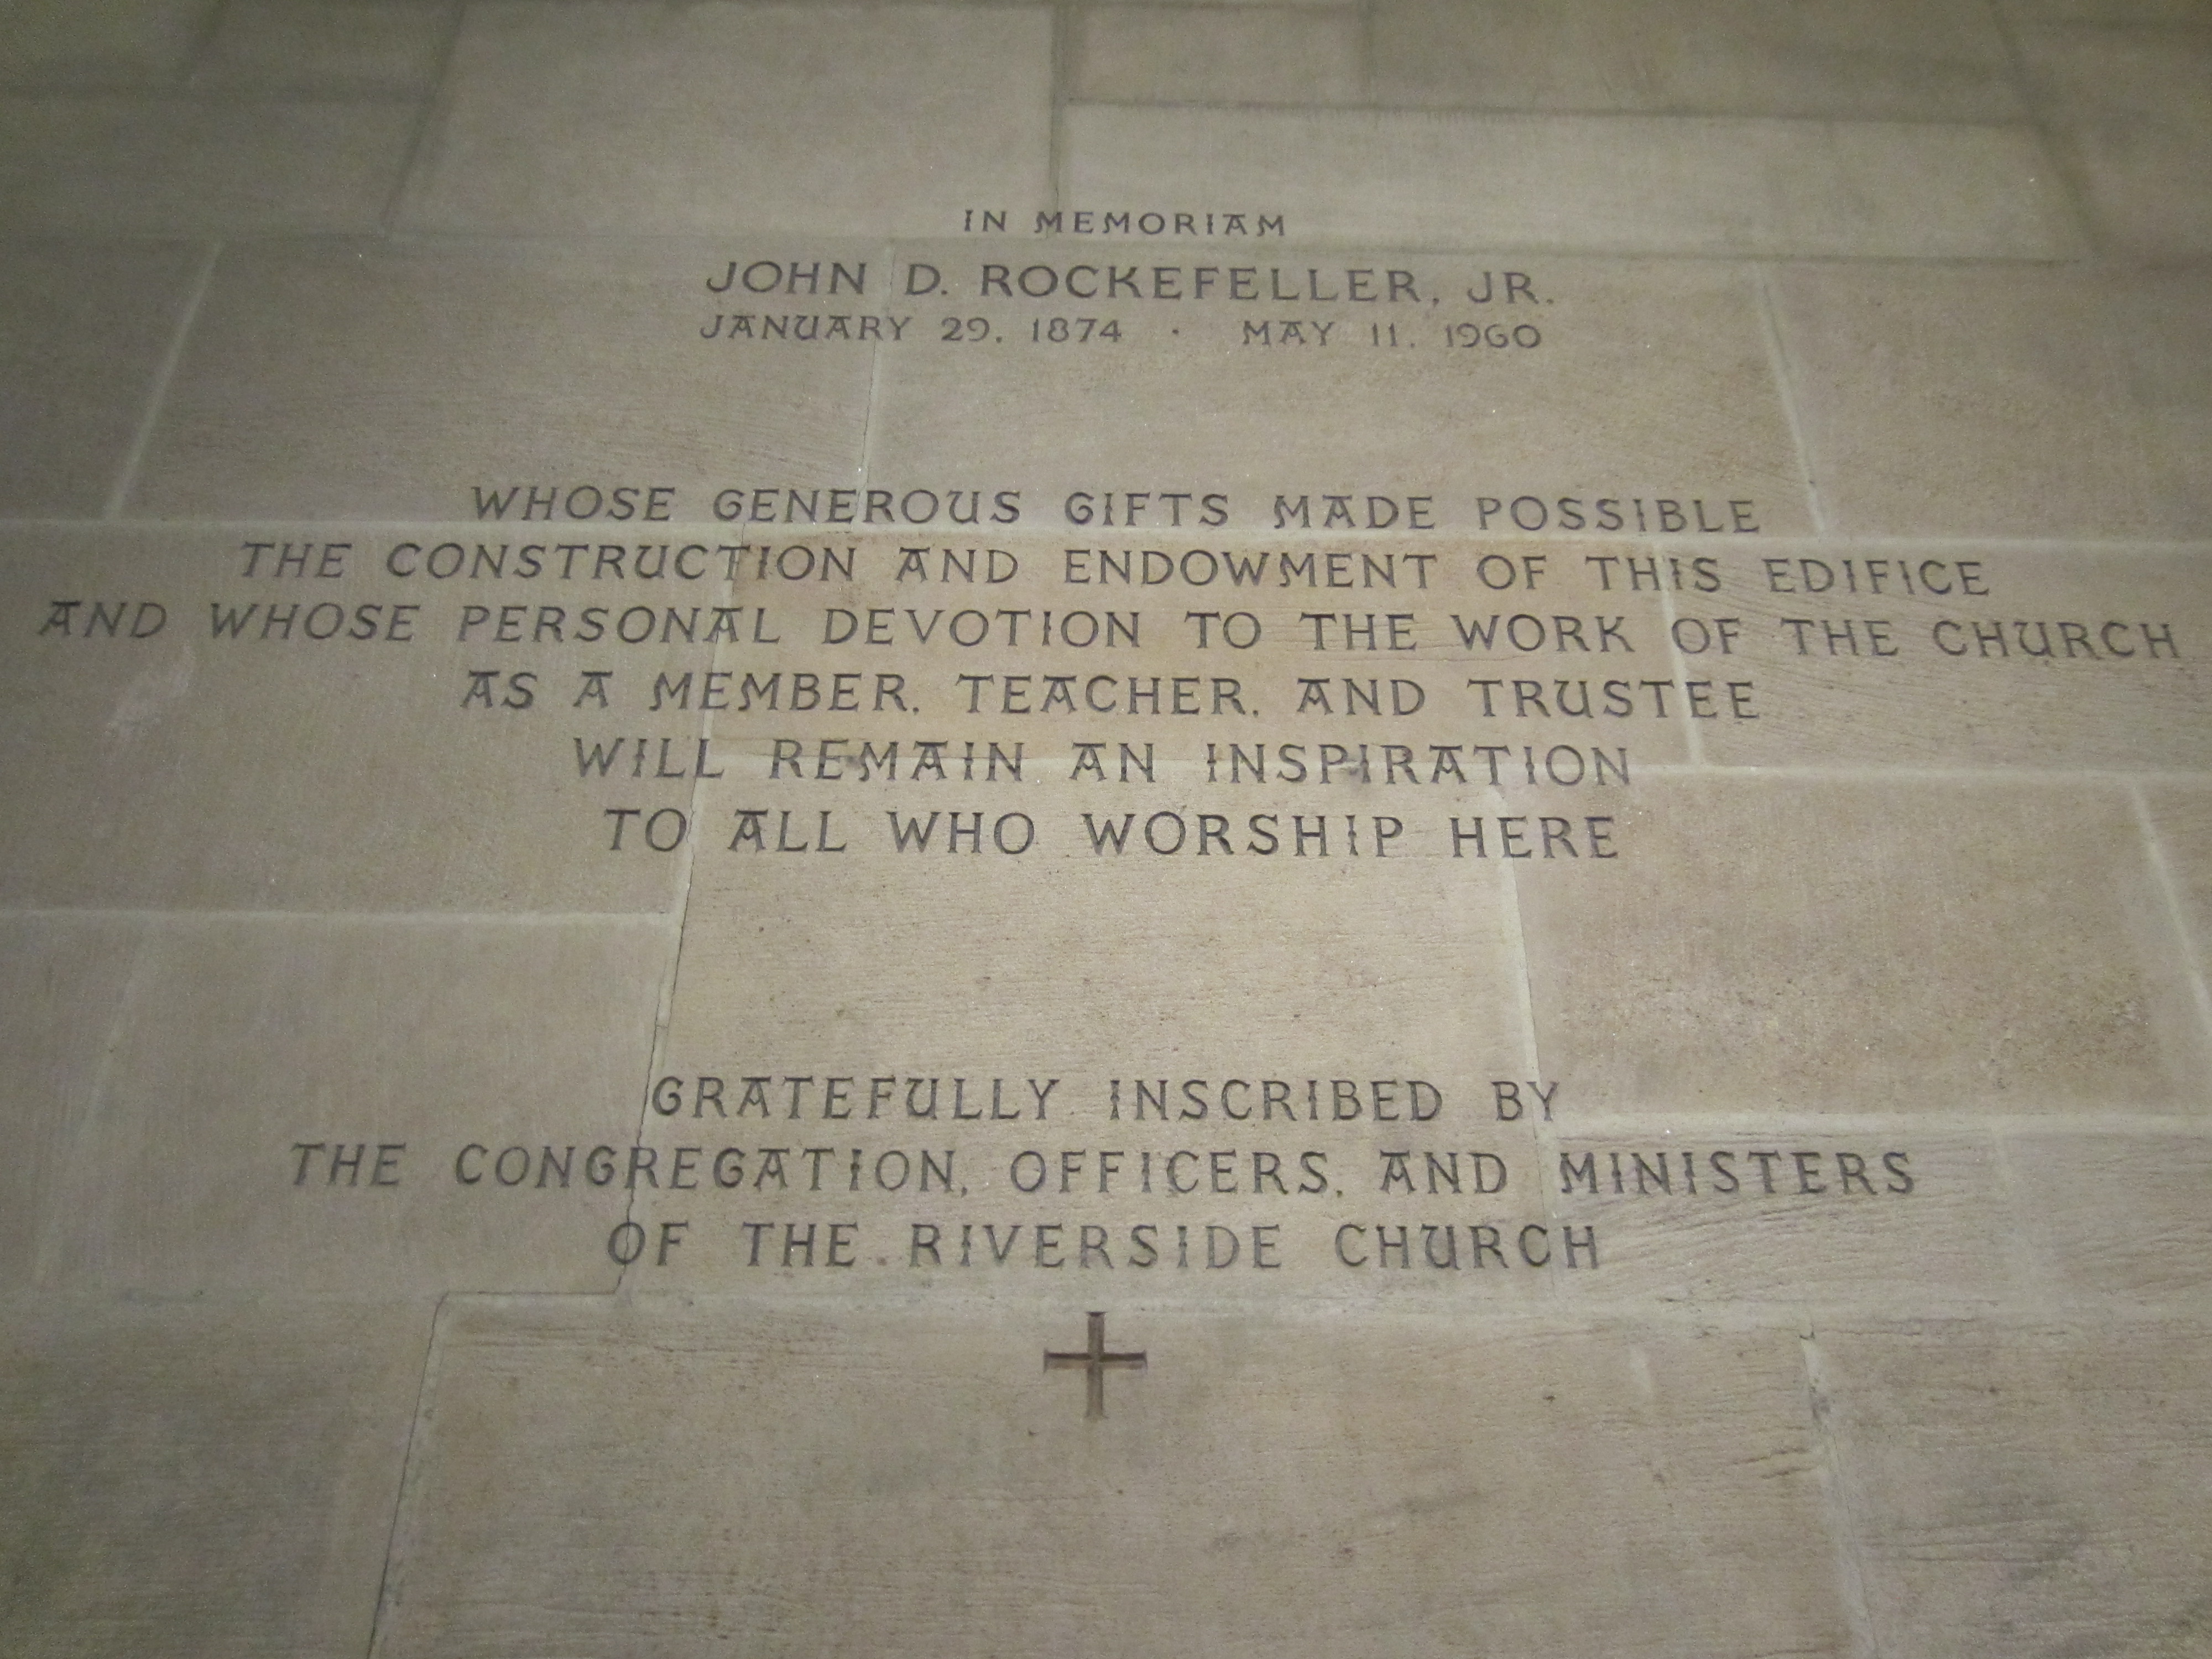 IN MEMORIAM
JOHN D. ROCKEFELLER, JR.
JANUARY 29, 1874 · MAY 11, 1960
WHOSE GENEROUS GIFTS MADE POSSIBLE
THE CONSTRUCTION AND ENDOWMENT OF THIS EDIFICE
AND WHOSE PERSONAL DEVOTION TO THE WORK OF THE CHURCH
AS A MEMBER, TEACHER, AND TRUSTEE
WILL REMAIN AN INSPIRATION
TO ALL WHO WORSHIP HERE
GRATEFULLY INSCRIBED BY
THE CONGREGATION, OFFICERS, AND MINISTERS
OF THE RIVERSIDE CHURCH